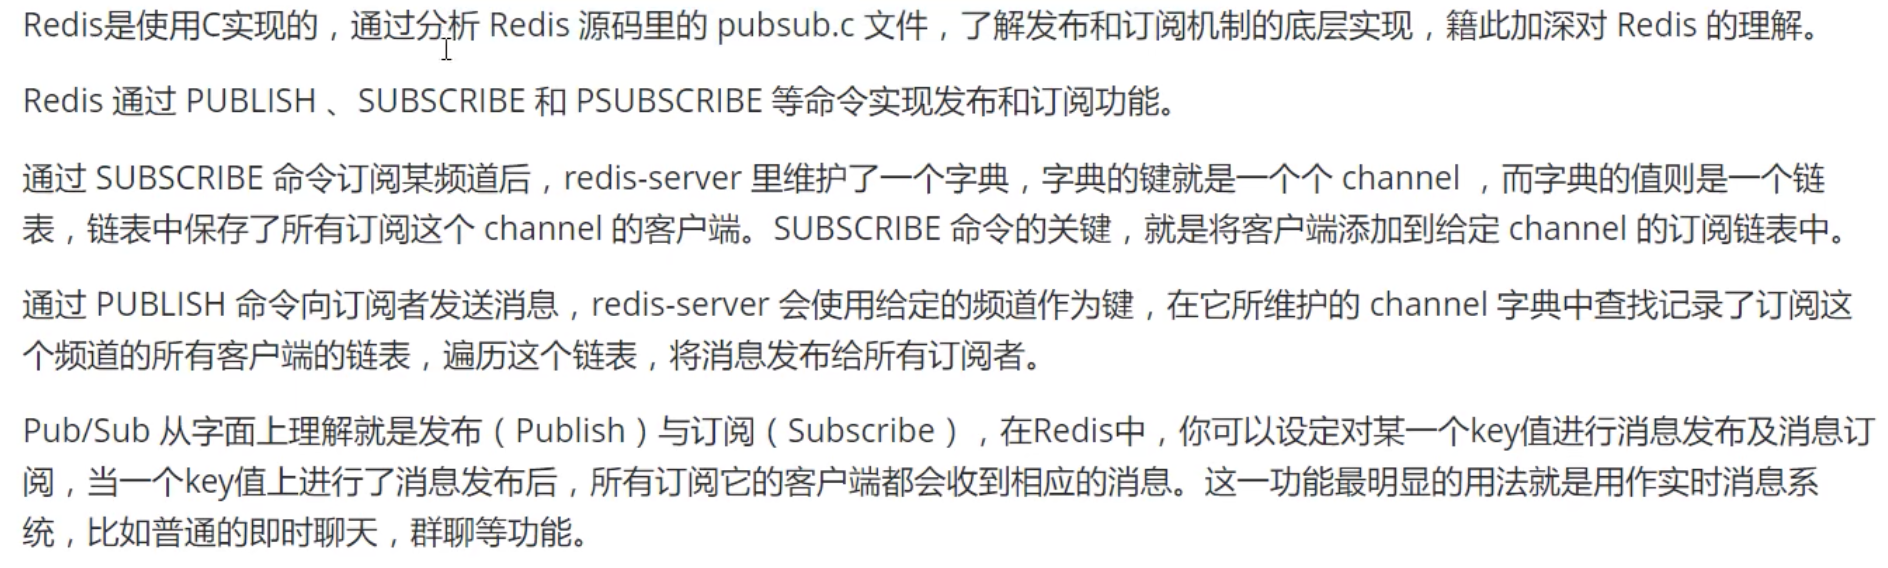 Redis是使用C实现的，通过分析 Redis 源码里的 pubsub.c 文件，了解发布和订阅机制的底层实现，籍此加深对 Redis 的理解。
Redis 通过 PUBLISH 、SUBSCRIBE 和 PSUBSCRIBE 等命令实现发布和订阅功能。
通过 SUBSCRIBE 命令订阅某频道后，redis-server 里维护了一个字典，字典的键就是一个个 channel ，而字典的值则是一个链
表，链表中保存了所有订阅这个 channel 的客户端。SUBSCRIBE 命令的关键，就是将客户端添加到给定 channel 的订阅链表中。
通过 PUBLISH 命令向订阅者发送消息，redis-server 会使用给定的频道作为键，在它所维护的 channel 字典中查找记录了订阅这
个频道的所有客户端的链表，遍历这个链表，将消息发布给所有订阅者。
Pub/Sub 从字面上理解就是发布（Publish）与订阅（Subscribe），在Redis中，你可以设定对某一个key值进行消息发布及消息订
阅，当一个key值上进行了消息发布后，所有订阅它的客户端都会收到相应的消息。这一功能最明显的用法就是用作实时消息系
统，比如普通的即时聊天，群聊等功能。